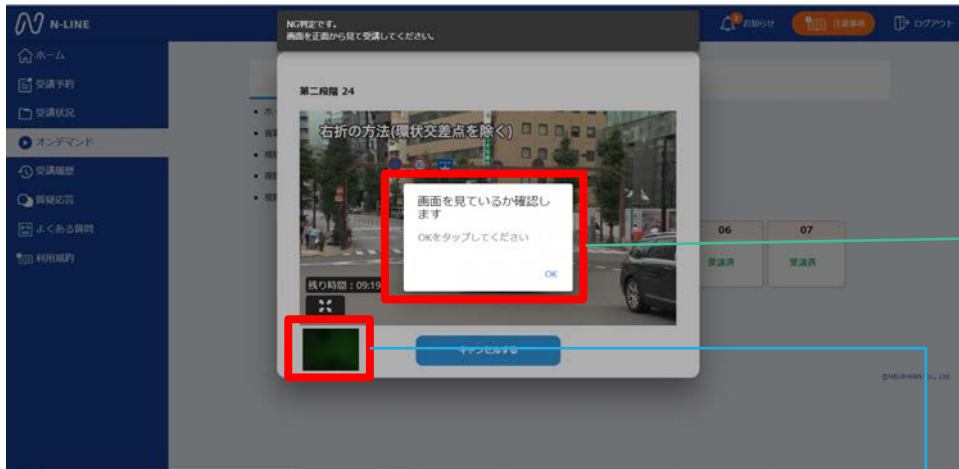 N-LINE
お知らせ
注意事項
ログアウト
ホーム
受講予約
受講状況
オンデマンド
受講履歴
質疑応答
よくある質問
利用規約
NG判定です。
画面を正面から見て受講してください。
第二段階 24
右折の方法(環状交差点を除く)
画面を見ているか確認し
ます
OKをタップしてください
OK
残り時間：09:19
キャンセルする
06
07
受講済
受講済